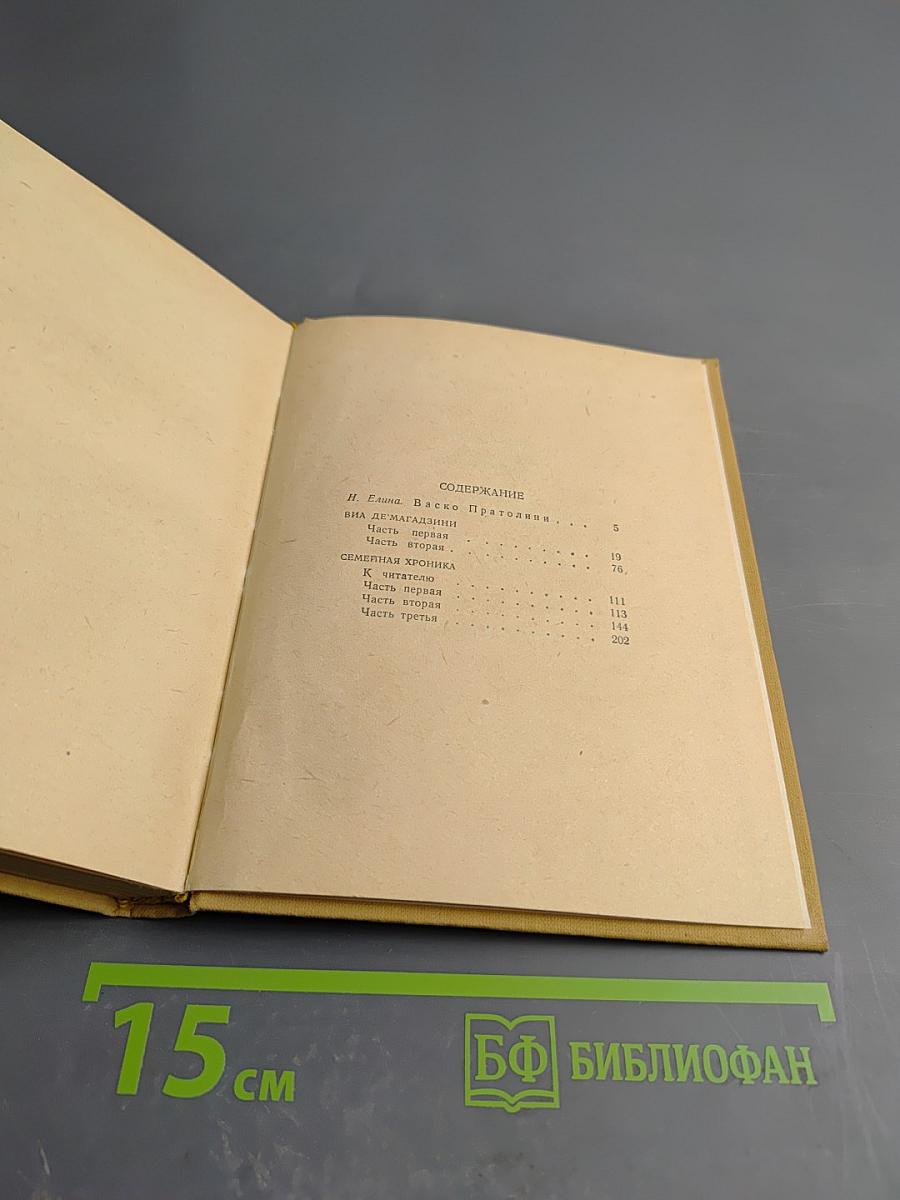 СОДЕРЖАНИЕ
Н. Елина. Васко Пратолини . . . 5
ВИА ДЕ'МАГАДЗИНИ
Часть первая . . . . . . . . 19
Часть вторая . . . . . . . . . 76
СЕМЕЙНАЯ ХРОНИКА
К читателю . . . . . . . . . 111
Часть первая . . . . . . . . . 113
Часть вторая . . . . . . . . . 144
Часть третья . . . . . . . . . 202
15 см
БФ БИБЛИОФАН